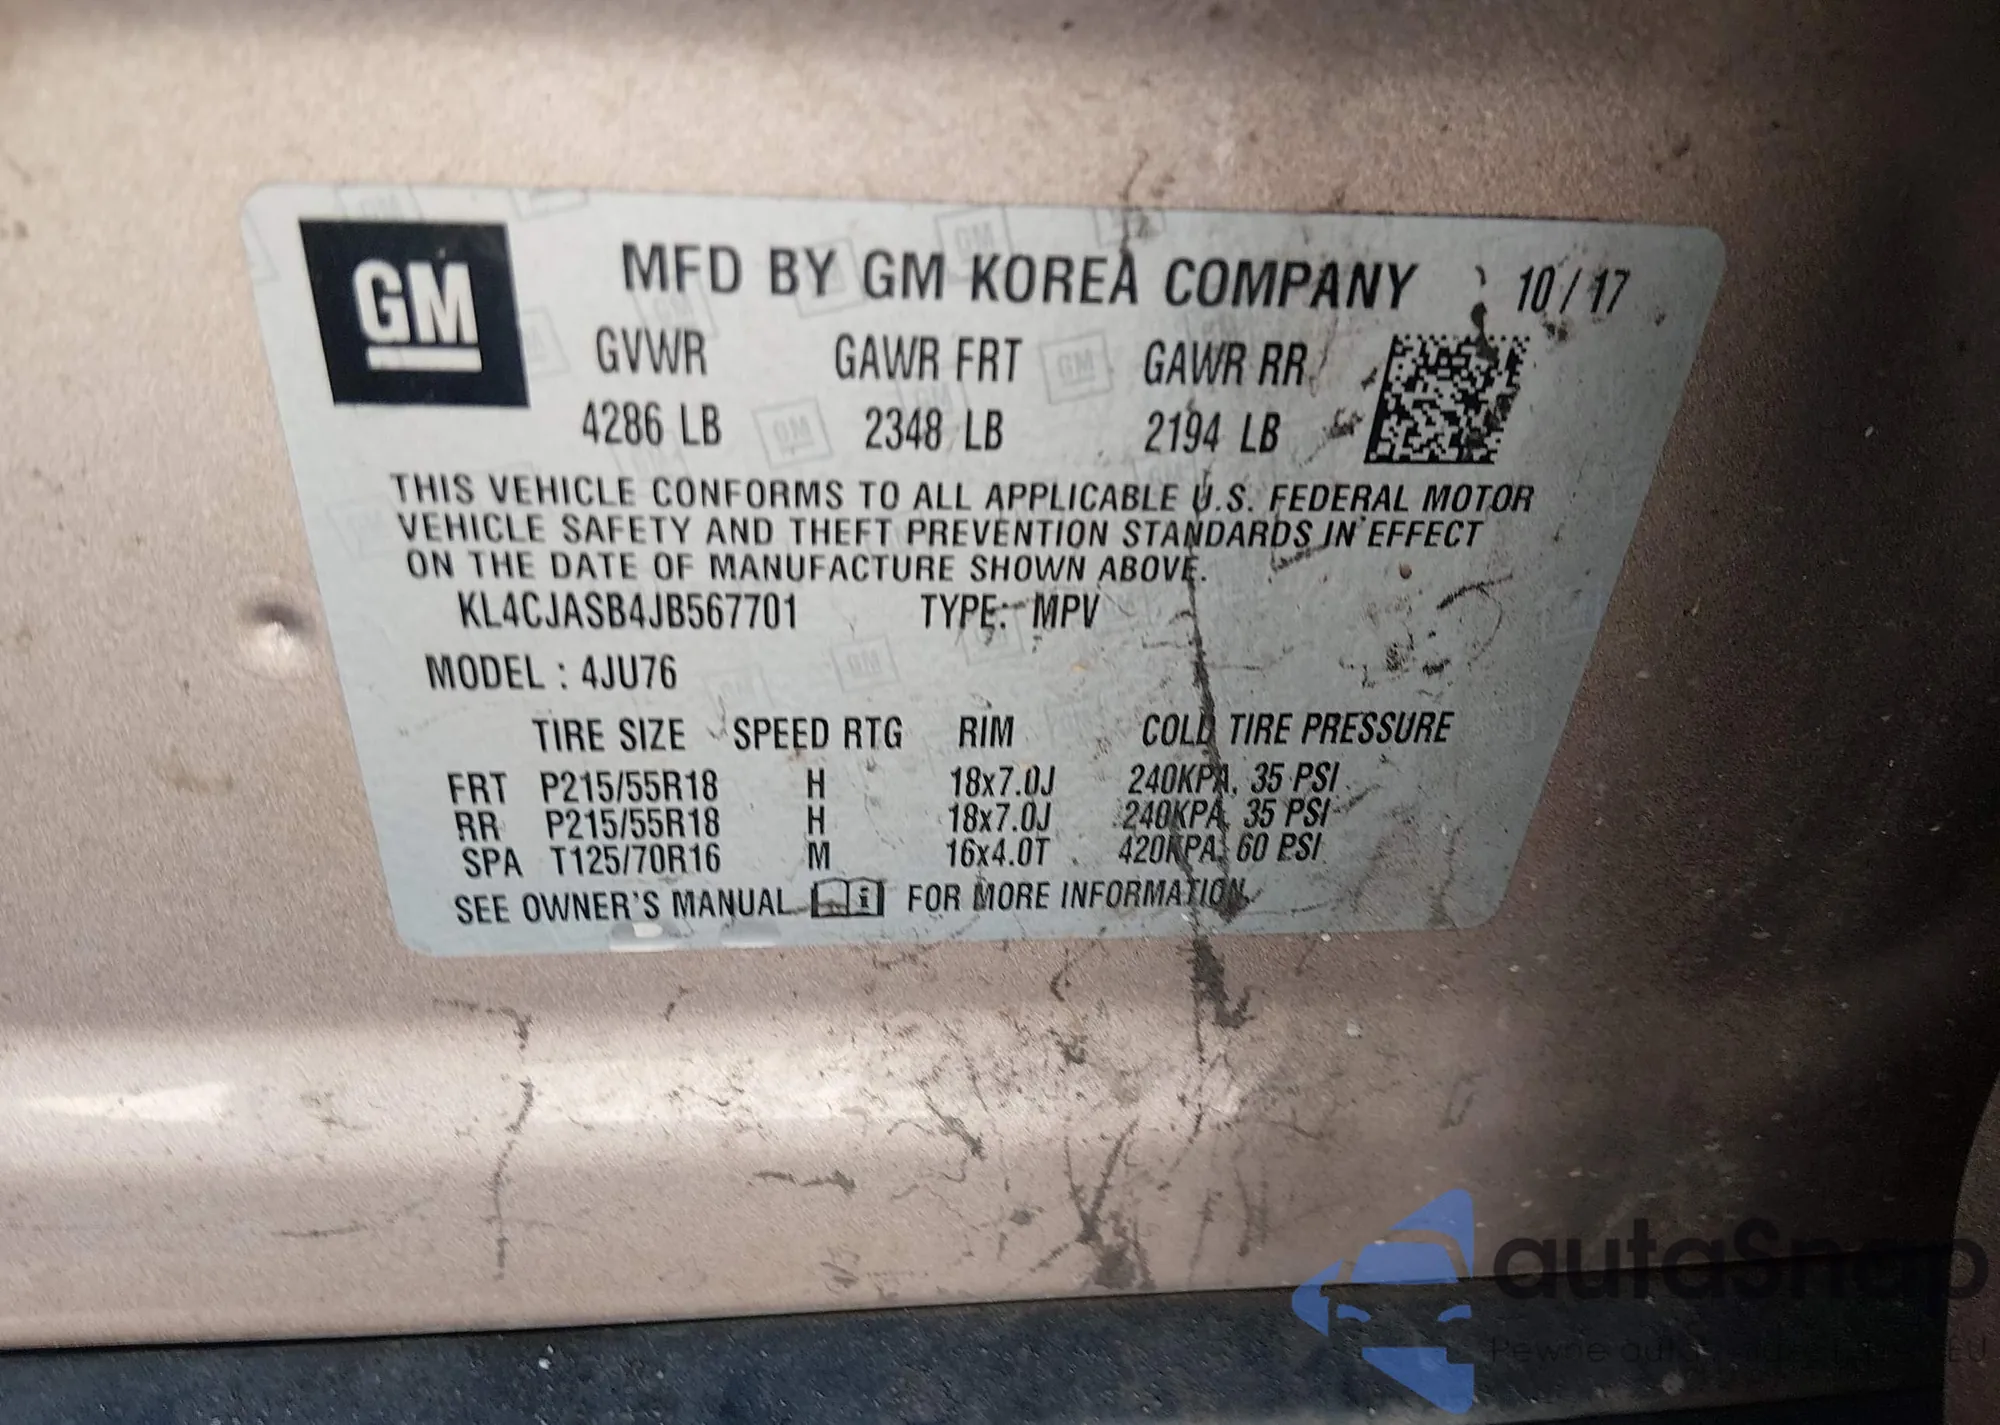 GM
MFD BY GM KOREA COMPANY 10/17
GVWR GAWR FRT GAWR RR
4286 LB 2348 LB 2194 LB
THIS VEHICLE CONFORMS TO ALL APPLICABLE U.S. FEDERAL MOTOR
VEHICLE SAFETY AND THEFT PREVENTION STANDARDS IN EFFECT
ON THE DATE OF MANUFACTURE SHOWN ABOVE.
KL4CJASB4JB567701 TYPE: MPV
MODEL : 4JU76
TIRE SIZE SPEED RTG RIM COLD TIRE PRESSURE
FRT P215/55R18 H 18x7.0J 240KPA, 35 PSI
RR P215/55R18 H 18x7.0J 240KPA, 35 PSI
SPA T125/70R16 M 16x4.0T 420KPA, 60 PSI
SEE OWNER'S MANUAL FOR MORE INFORMATION.
autaSnap
Pewne auta
EU